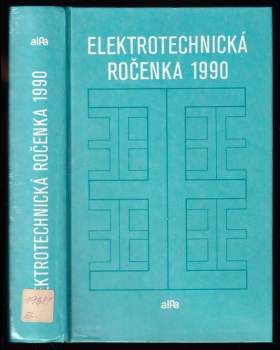 alfa
ELEKTROTECHNICKÁ ROČENKA 1990
ELEKTROTECHNICKÁ
ROČENKA 1990
alfa